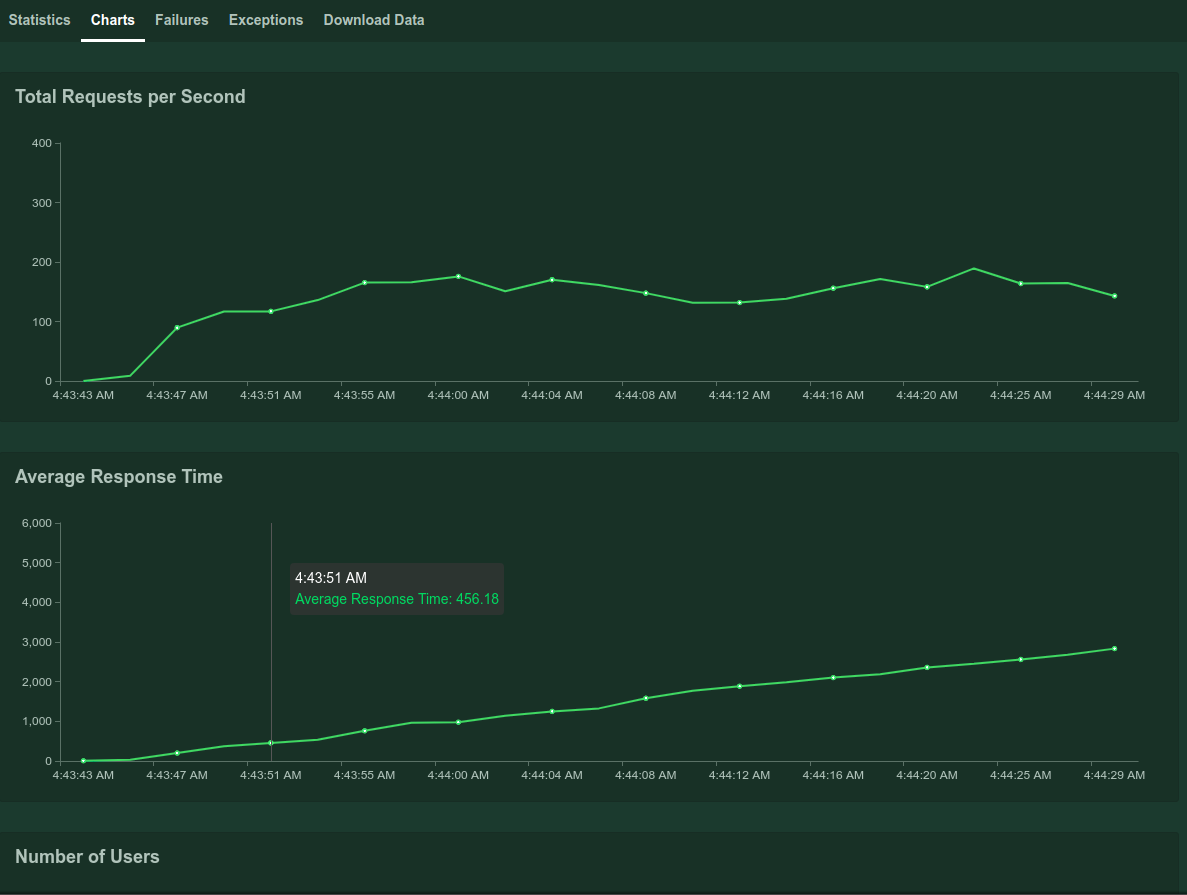 Statistics Charts Failures Exceptions Download Data
Total Requests per Second
400
300
200
100
0
4:43:43 AM 4:43:47 AM 4:43:51 AM 4:43:55 AM 4:44:00 AM 4:44:04 AM 4:44:08 AM 4:44:12 AM 4:44:16 AM 4:44:20 AM 4:44:25 AM 4:44:29 AM
Average Response Time
6,000
5,000
4:43:51 AM
Average Response Time: 456.18
4,000
3,000
2,000
1,000
0
4:43:43 AM 4:43:47 AM 4:43:51 AM 4:43:55 AM 4:44:00 AM 4:44:04 AM 4:44:08 AM 4:44:12 AM 4:44:16 AM 4:44:20 AM 4:44:25 AM 4:44:29 AM
Number of Users